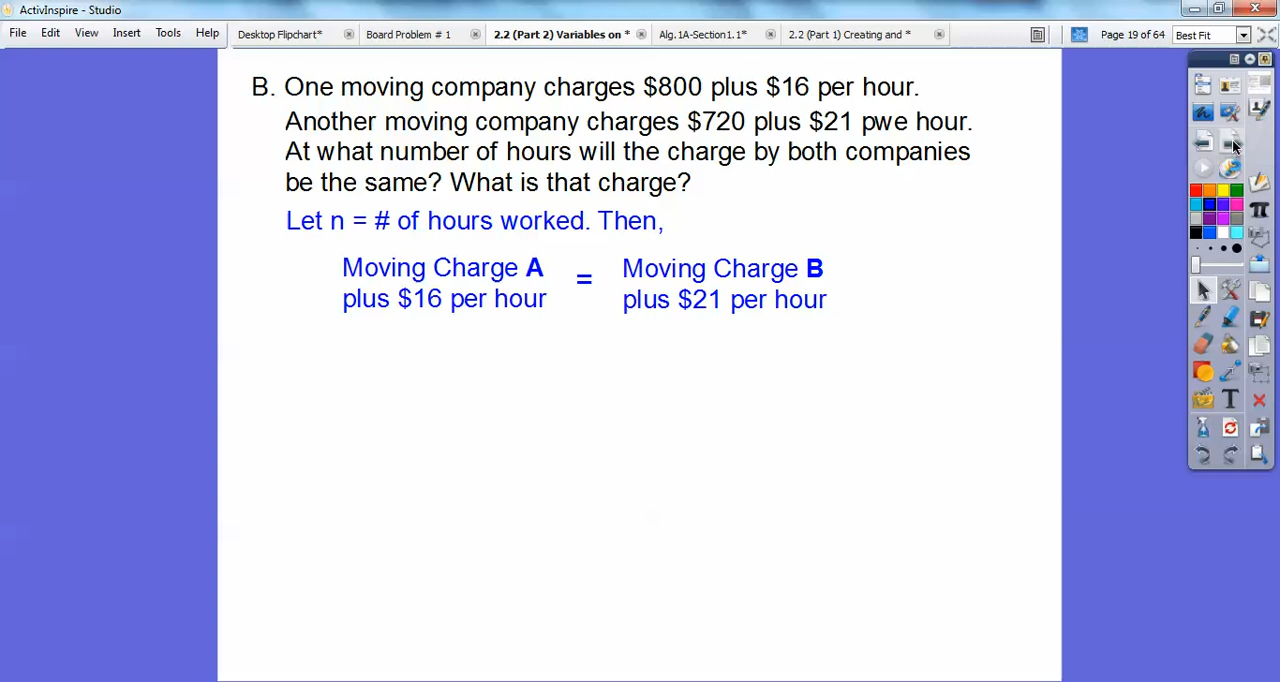 ActivInspire - Studio
File Edit View Insert Tools Help
Desktop Flipchart* Board Problem # 1 2.2 (Part 2) Variables on * Alg.1A-Section1.1* 2.2 (Part 1) Creating and * Page 19 of 64 Best Fit
B. One moving company charges $800 plus $16 per hour.
Another moving company charges $720 plus $21 pwe hour.
At what number of hours will the charge by both companies
be the same? What is that charge?
Let n = # of hours worked. Then,
Moving Charge A = Moving Charge B
plus $16 per hour plus $21 per hour